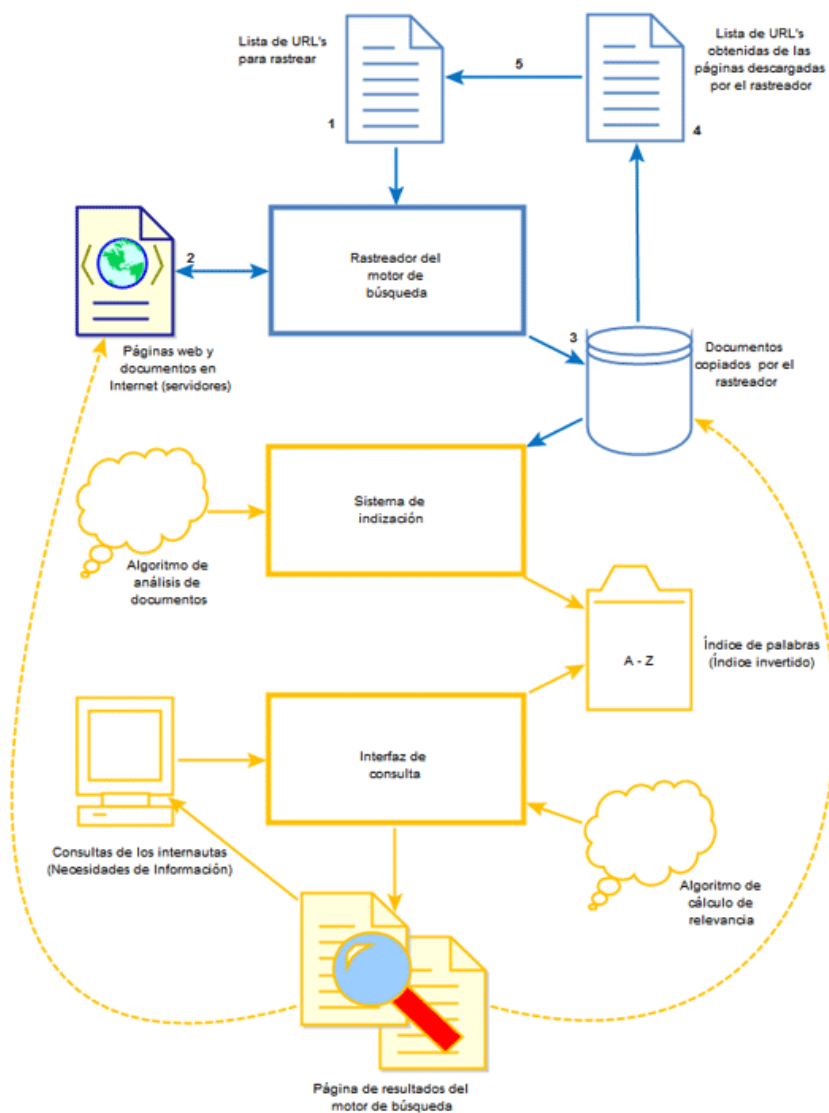 Lista de URL's
para rastrear
1
5
Lista de URL's
obtenidas de las
páginas descargadas
por el rastreador
4
2
Rastreador del
motor de
búsqueda
3
Páginas web y
documentos en
Internet (servidores)
Documentos
copiados por el
rastreador
Sistema de
indización
Algoritmo de
análisis de
documentos
A - Z
Índice de palabras
(Índice invertido)
Interfaz de
consulta
Consultas de los internautas
(Necesidades de Información)
Algoritmo de
cálculo de
relevancia
Página de resultados del
motor de búsqueda